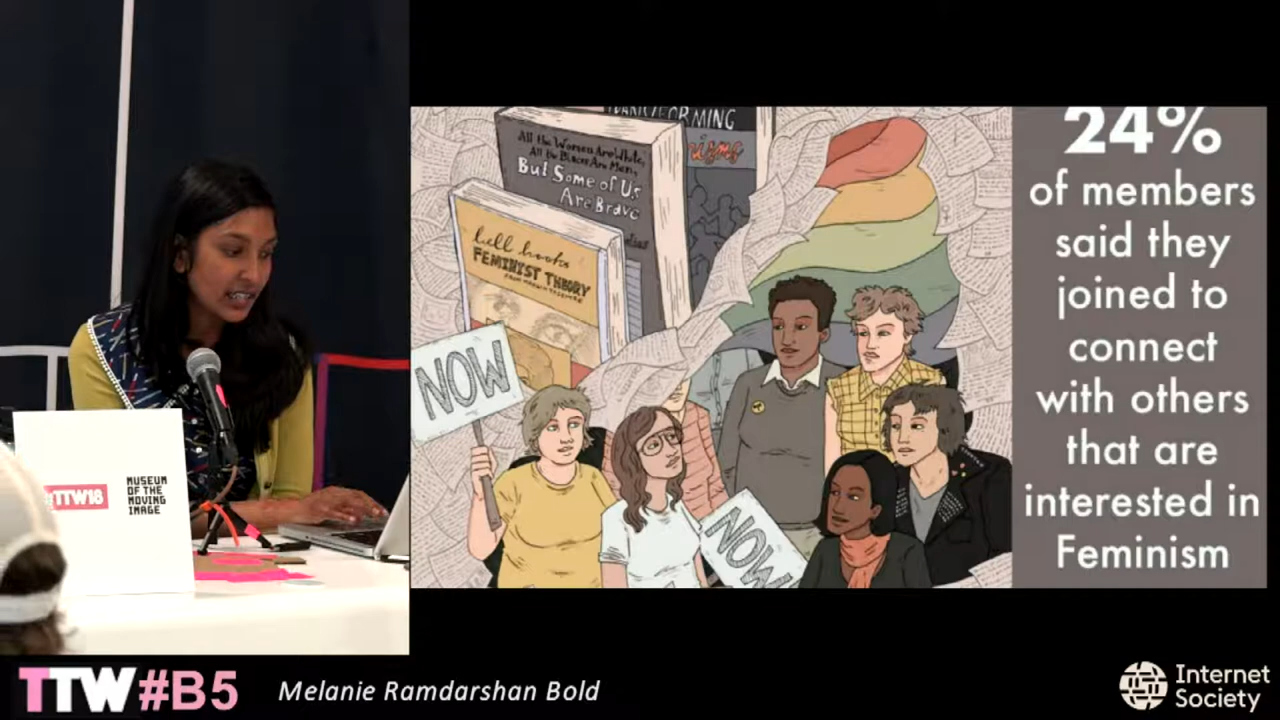 #TTW18
MUSEUM
OF THE
MOVING
IMAGE
All the Women Are White,
All the Blacks Are Men,
But Some of Us
Are Brave
bell hooks
FEMINIST THEORY
NOW
NOW
24%
of members
said they
joined to
connect
with others
that are
interested in
Feminism
TTW#B5
Melanie Ramdarshan Bold
Internet
Society